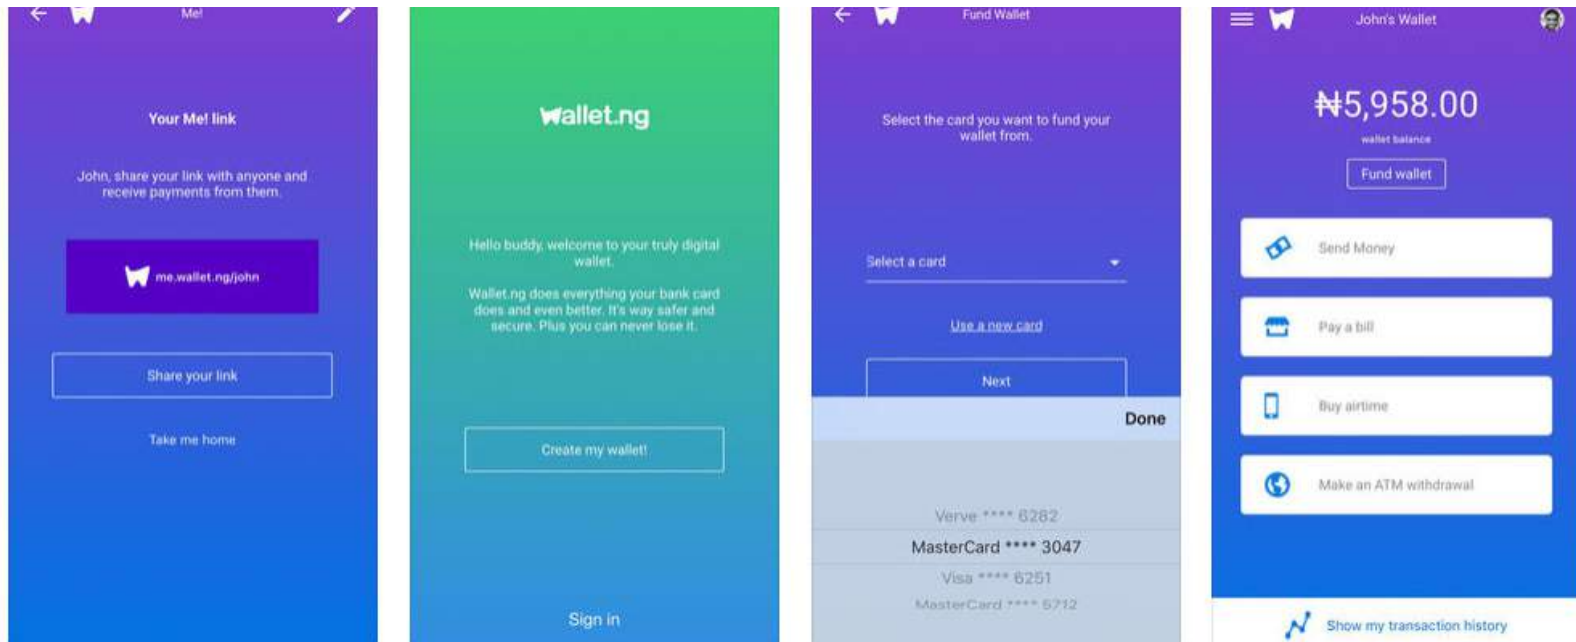 Me!
Your Me! link
John, share your link with anyone and
receive payments from them.
me.wallet.ng/john
Share your link
Take me home
wallet.ng
Hello buddy, welcome to your truly digital
wallet.
Wallet.ng does everything your bank card
does and even better. It's way safer and
secure. Plus you can never lose it.
Create my wallet!
Sign in
Fund Wallet
Select the card you want to fund your
wallet from.
Select a card
Use a new card
Next
Done
Verve **** 6282
MasterCard **** 3047
Visa **** 6251
MasterCard **** 5712
John's Wallet
₦5,958.00
wallet balance
Fund wallet
Send Money
Pay a bill
Buy airtime
Make an ATM withdrawal
Show my transaction history